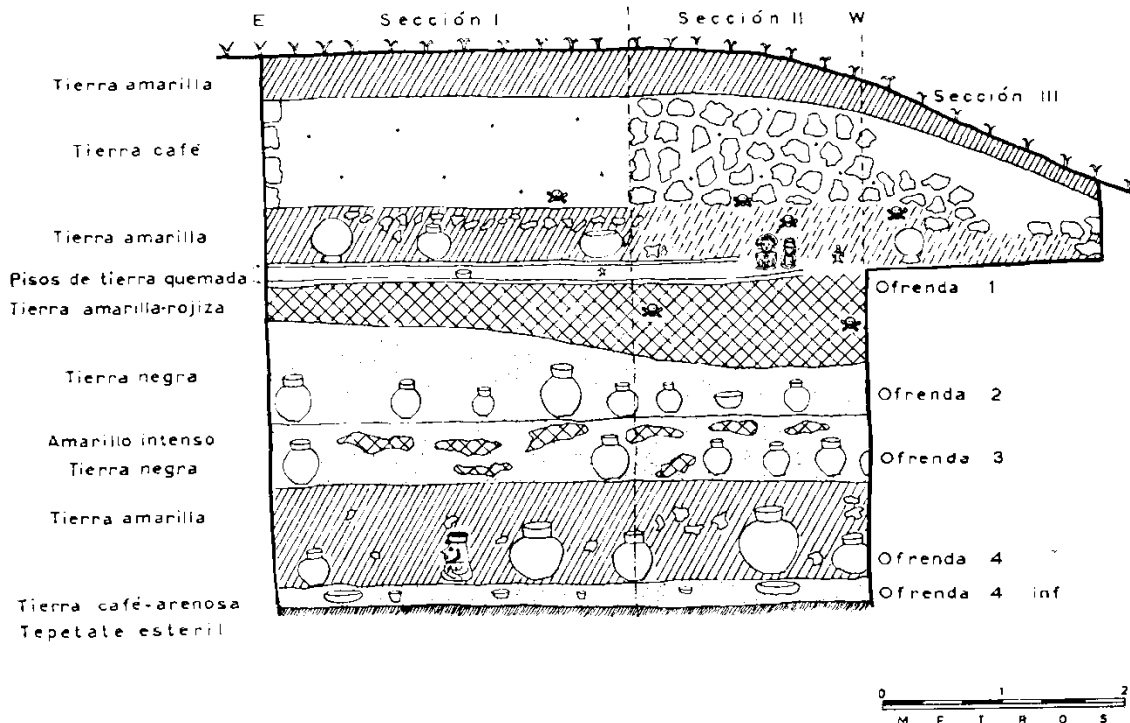 E Sección I Sección II W
Sección III
Tierra amarilla
Tierra café
Tierra amarilla
Pisos de tierra quemada
Ofrenda 1
Tierra amarilla-rojiza
Tierra negra
Ofrenda 2
Amarillo intenso
Tierra negra
Ofrenda 3
Tierra amarilla
Ofrenda 4
Ofrenda 4 inf
Tierra café-arenosa
Tepetate esteril
0 1 2
METROS